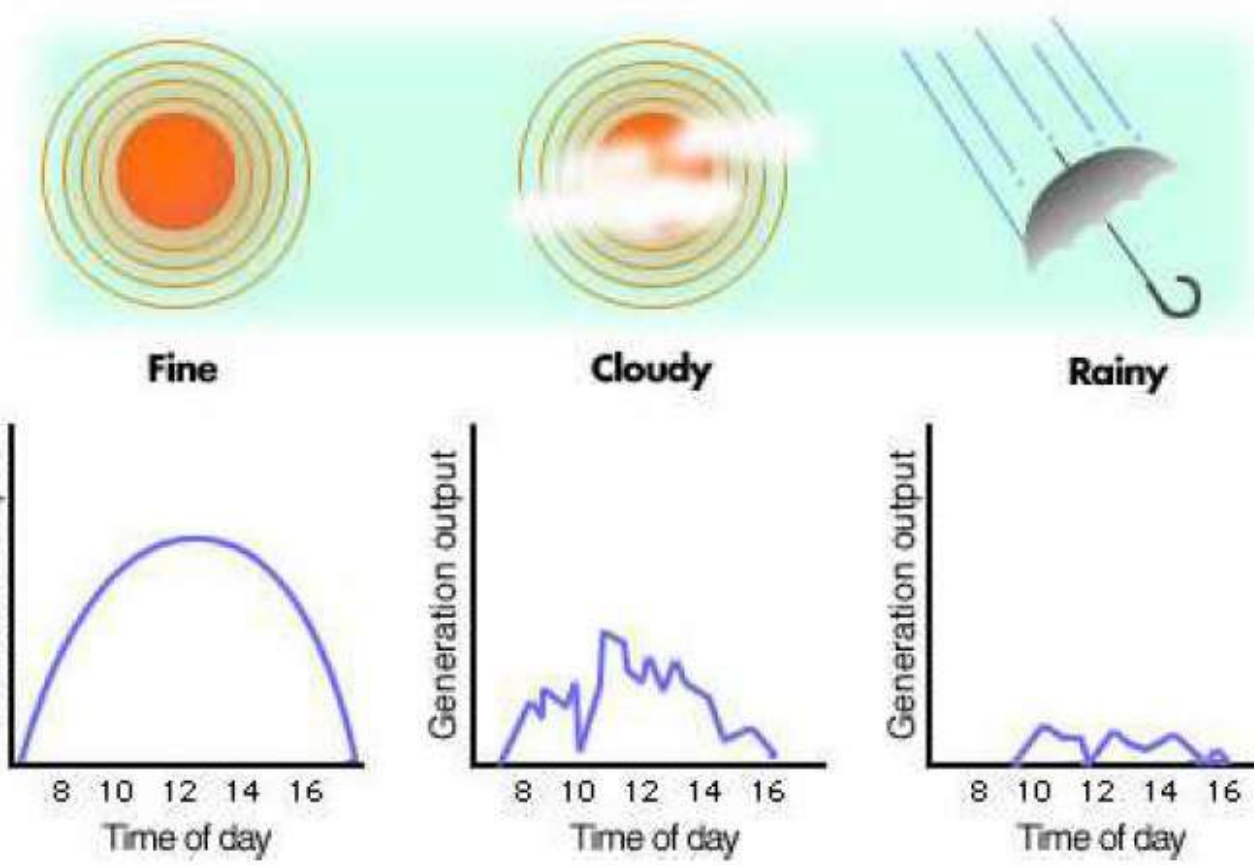 Fine
Cloudy
Rainy
8 10 12 14 16
Time of day
Generation output
8 10 12 14 16
Time of day
Generation output
8 10 12 14 16
Time of day